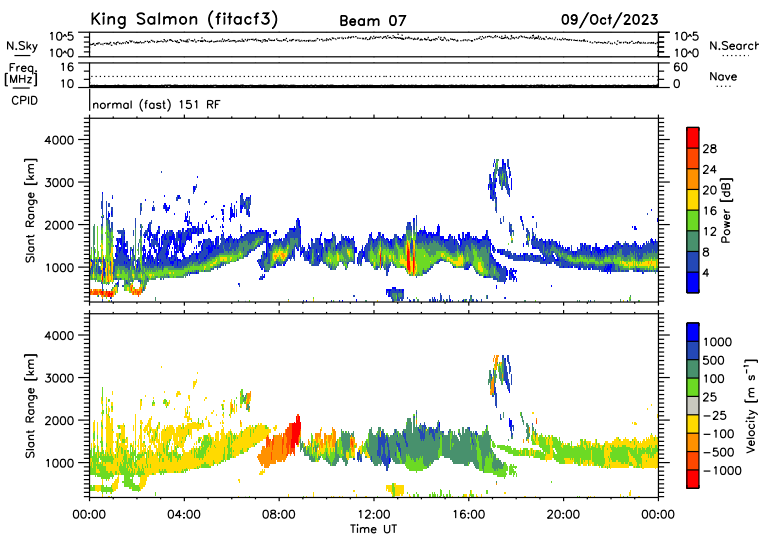 King Salmon (fitacf3) Beam 07 09/Oct/2023
N.Sky 10^5 10^0 10^5 10^0 N.Search
Freq [MHz] 16 10 60 0 Nave
CPID normal (fast) 151 RF
Slant Range [km]
4000
3000
2000
1000
28
24
20
16
12
8
4
Power [dB]
Slant Range [km]
4000
3000
2000
1000
1000
500
100
25
-25
-100
-500
-1000
Velocity [m s⁻¹]
00:00 04:00 08:00 12:00 16:00 20:00 00:00
Time UT